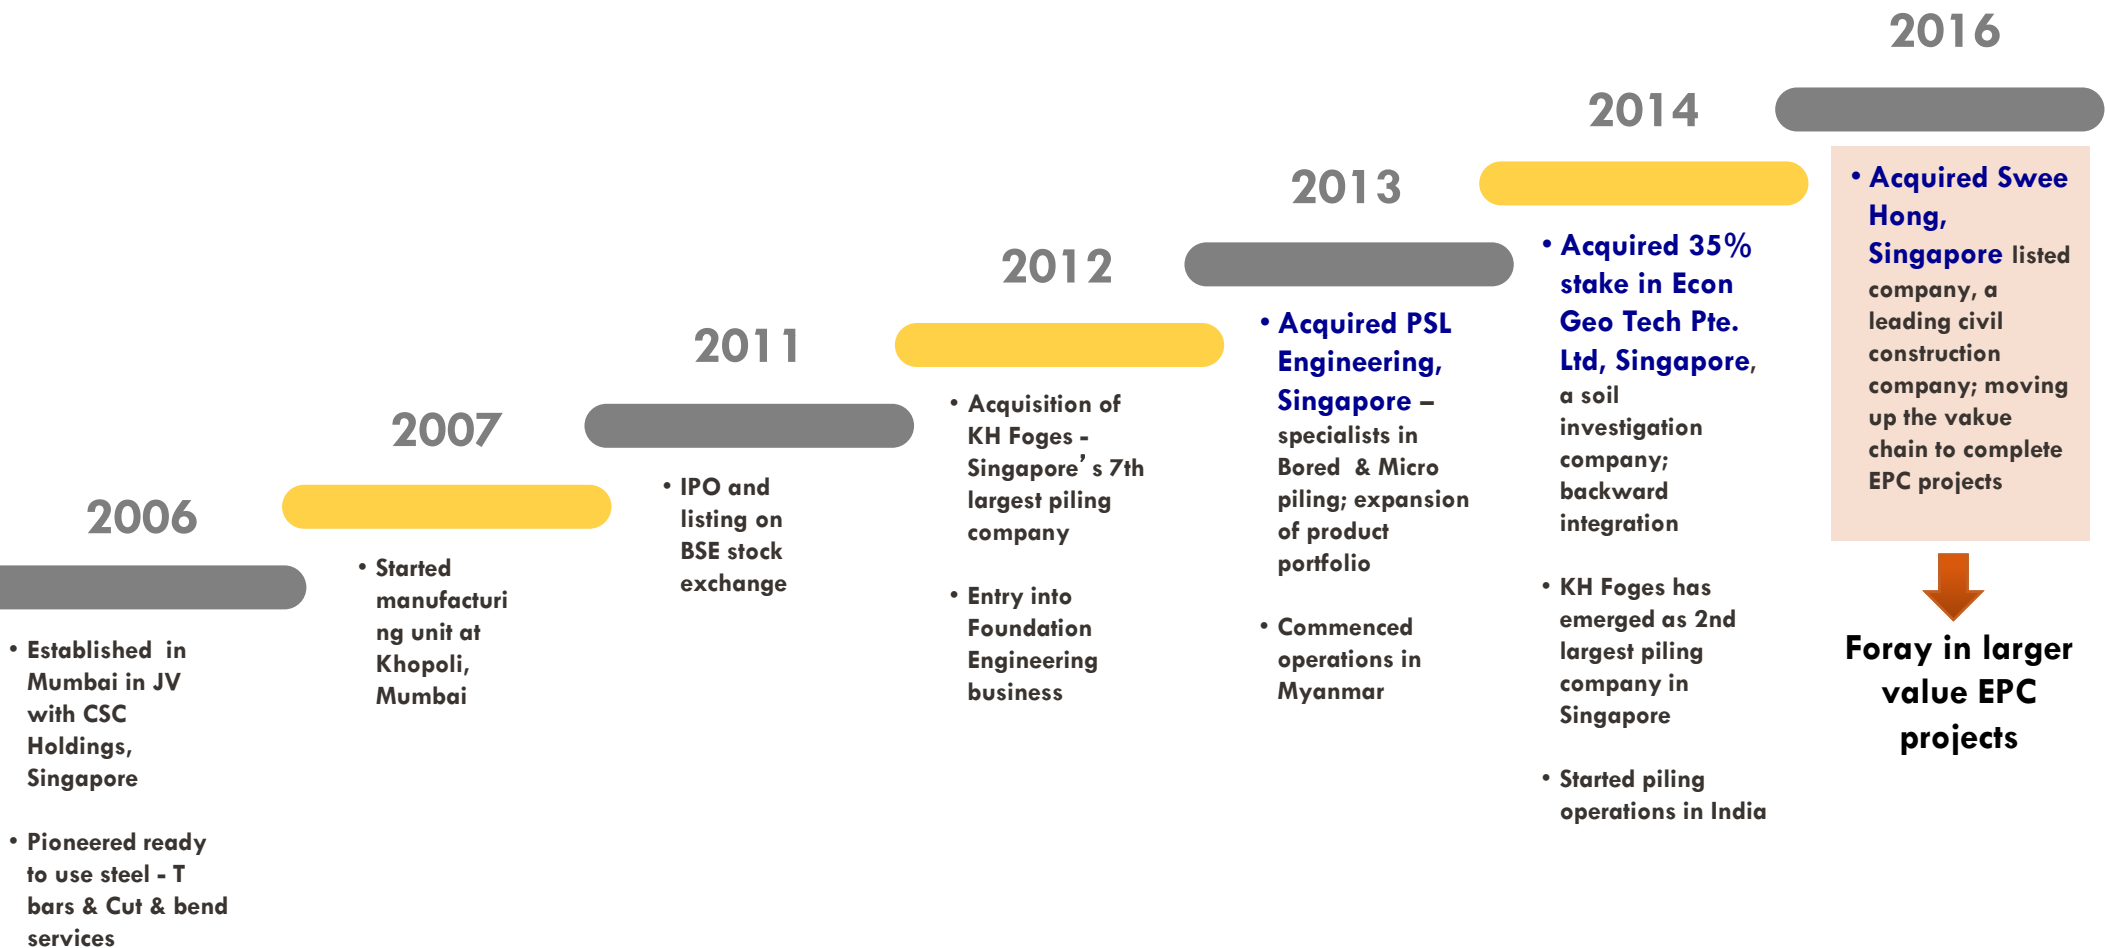 2006
• Established in
Mumbai in JV
with CSC
Holdings,
Singapore
• Pioneered ready
to use steel - T
bars & Cut & bend
services
2007
• Started
manufacturi
ng unit at
Khopoli,
Mumbai
2011
• IPO and
listing on
BSE stock
exchange
2012
• Acquisition of
KH Foges -
Singapore’s 7th
largest piling
company
• Entry into
Foundation
Engineering
business
2013
• Acquired PSL
Engineering,
Singapore –
specialists in
Bored & Micro
piling; expansion
of product
portfolio
• Commenced
operations in
Myanmar
2014
• Acquired 35%
stake in Econ
Geo Tech Pte.
Ltd, Singapore,
a soil
investigation
company;
backward
integration
• KH Foges has
emerged as 2nd
largest piling
company in
Singapore
• Started piling
operations in India
2016
• Acquired Swee
Hong,
Singapore listed
company, a
leading civil
construction
company; moving
up the vakue
chain to complete
EPC projects
Foray in larger
value EPC
projects